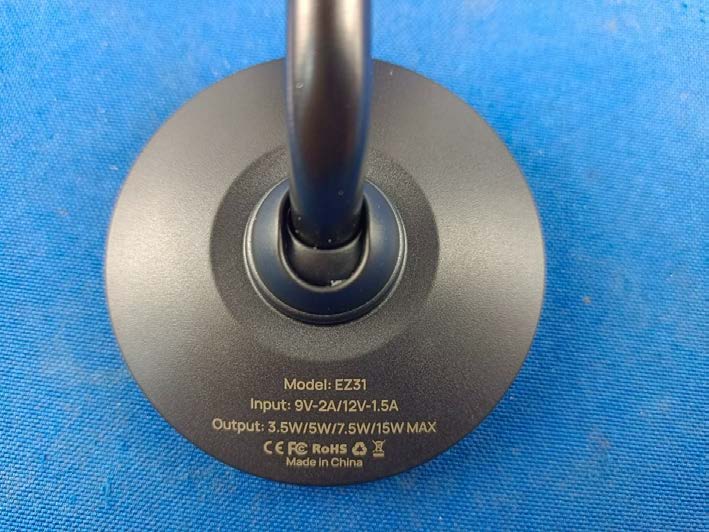 Model: EZ31
Input: 9V-2A/12V-1.5A
Output: 3.5W/5W/7.5W/15W MAX
CE FC RoHS
Made in China